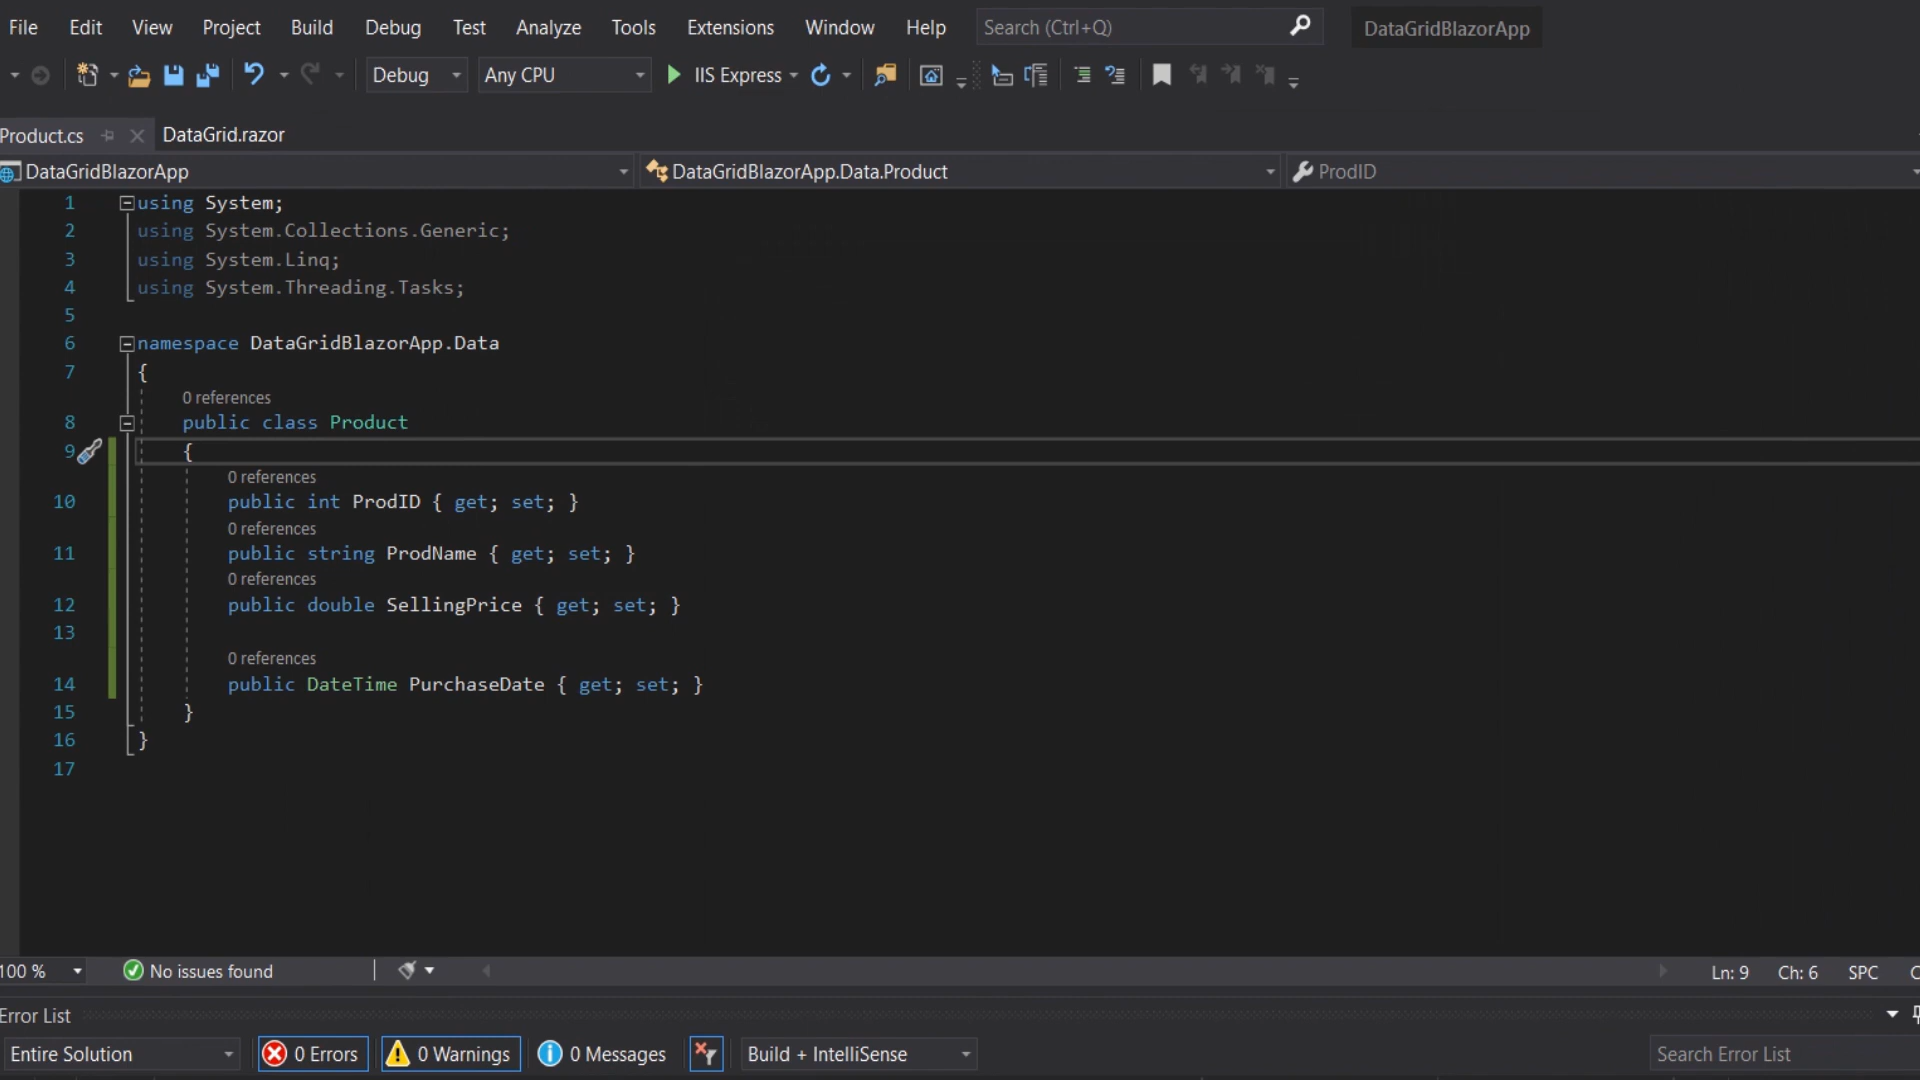 File Edit View Project Build Debug Test Analyze Tools Extensions Window Help Search (Ctrl+Q) DataGridBlazorApp
Debug Any CPU IIS Express
Product.cs DataGrid.razor
DataGridBlazorApp DataGridBlazorApp.Data.Product ProdID
1 using System;
2 using System.Collections.Generic;
3 using System.Linq;
4 using System.Threading.Tasks;
5
6 namespace DataGridBlazorApp.Data
7 {
0 references
8 public class Product
9 {
0 references
10 public int ProdID { get; set; }
0 references
11 public string ProdName { get; set; }
0 references
12 public double SellingPrice { get; set; }
13
0 references
14 public DateTime PurchaseDate { get; set; }
15 }
16 }
17
100 % No issues found Ln: 9 Ch: 6 SPC
Error List
Entire Solution 0 Errors 0 Warnings 0 Messages Build + IntelliSense Search Error List